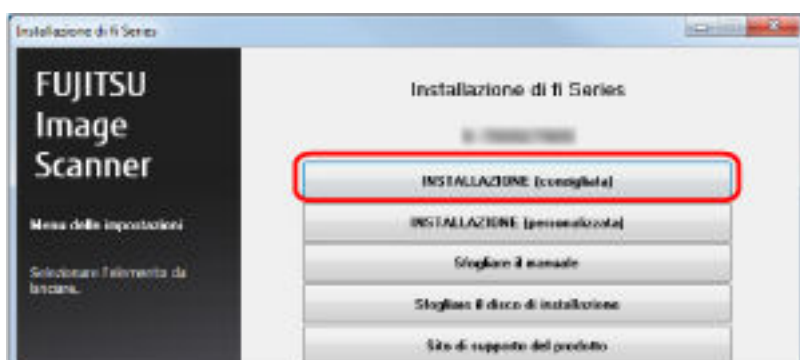 Installazione di fi Series
FUJITSU
Image
Scanner
Menu delle impostazioni
Selezionare l'elemento da
lanciare.
Installazione di fi Series
INSTALLAZIONE (consigliata)
INSTALLAZIONE (personalizzata)
Sfogliare il manuale
Sfogliare il disco di installazione
Sito di supporto del prodotto